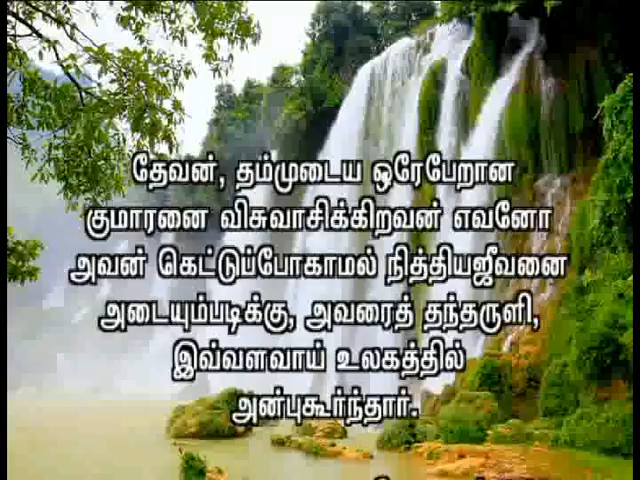 தேவன், தம்முடைய ஒரேபேறான
குமாரனை விசுவாசிக்கிறவன் எவனோ
அவன் கெட்டுப்போகாமல் நித்தியஜீவனை
அடையும்படிக்கு, அவரைத் தந்தருளி,
இவ்வளவாய் உலகத்தில்
அன்புகூர்ந்தார்.